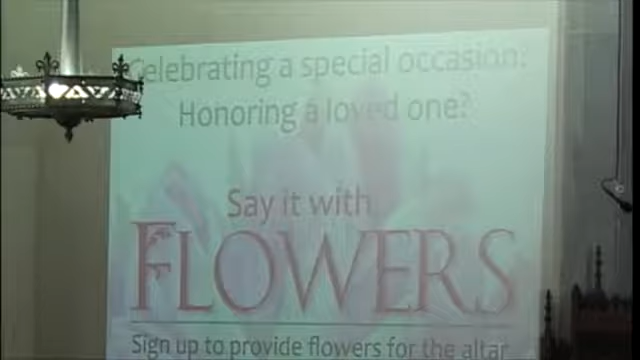 Celebrating a special occasion?
Honoring a loved one?
Say it with
FLOWERS
Sign up to provide flowers for the altar